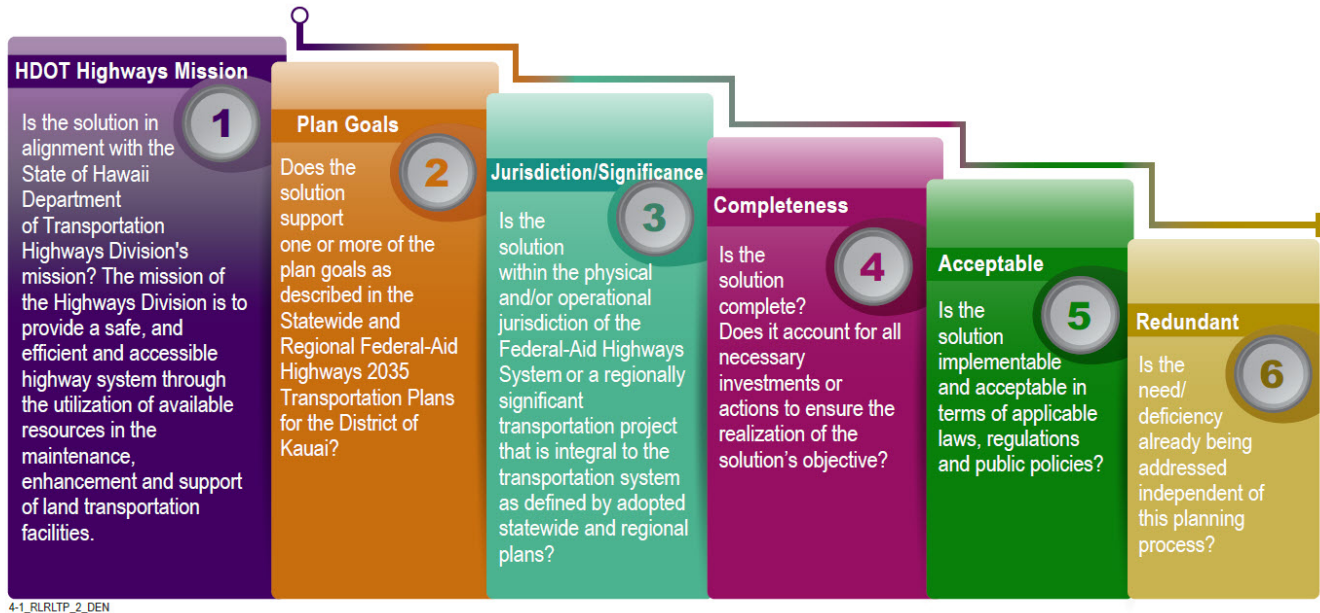 HDOT Highways Mission
1
Is the solution in
alignment with the
State of Hawaii
Department
of Transportation
Highways Division's
mission? The mission of
the Highways Division is to
provide a safe, and
efficient and accessible
highway system through
the utilization of available
resources in the
maintenance,
enhancement and support
of land transportation
facilities.
Plan Goals
2
Does the
solution
support
one or more of the
plan goals as
described in the
Statewide and
Regional Federal-Aid
Highways 2035
Transportation Plans
for the District of
Kauai?
Jurisdiction/Significance
3
Is the
solution
within the physical
and/or operational
jurisdiction of the
Federal-Aid Highways
System or a regionally
significant
transportation project
that is integral to the
transportation system
as defined by adopted
statewide and regional
plans?
Completeness
4
Is the
solution
complete?
Does it account for all
necessary
investments or
actions to ensure the
realization of the
solution’s objective?
Acceptable
5
Is the
solution
implementable
and acceptable in
terms of applicable
laws, regulations
and public policies?
Redundant
6
Is the
need/
deficiency
already being
addressed
independent of
this planning
process?
4-1_RLRLTP_2_DEN